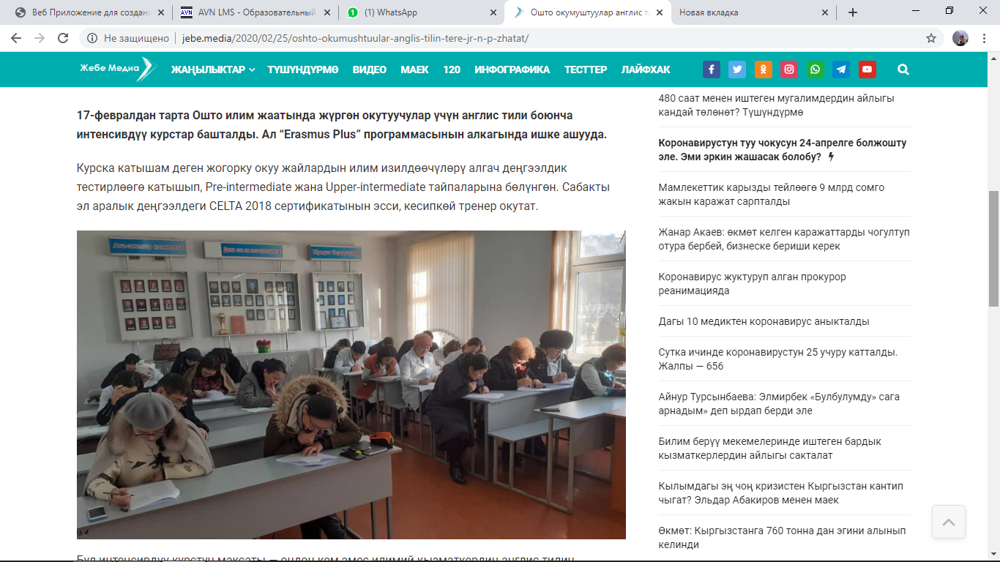 Веб Приложение для создани
AVN LMS - Образовательный
(1) WhatsApp
Ошто окумуштуулар англис т
Новая вкладка
Не защищено
jebe.media/2020/02/25/oshto-okumushtuular-anglis-tilin-tere-jr-n-p-zhatat/
Жебе Медиа
ЖАҢЫЛЫКТАР ТҮШҮНДҮРМӨ ВИДЕО МАЕК 120 ИНФОГРАФИКА ТЕСТТЕР ЛАЙФХАК
17-февралдан тарта Ошто илим жаатында жүргөн окутуучулар үчүн англис тили боюнча
интенсивдүү курстар башталды. Ал “Erasmus Plus” программасынын алкагында ишке ашууда.
Курска катышам деген жогорку окуу жайлардын илим изилдөөчүлөрү алгач деңгээлдик
тестирлөөгө катышып, Pre-intermediate жана Upper-intermediate тайпаларына бөлүнгөн. Сабакты
эл аралык деңгээлдеги CELTA 2018 сертификатынын эсси, кесипкөй тренер окутат.
Ата-энелер комитети
Бул интенсивдүү курстун максаты — ондон кем эмес илимий кызматкердин англис тилин
480 саат менен иштеген мугалимдердин айлыгы
кандай төлөнөт? Түшүндүрмө
Коронавирустун туу чокусун 24-апрелге болжошту
эле. Эми эркин жашасак болобу?
Мамлекеттик карызды тейлөөгө 9 млрд сомго
жакын каражат сарпталды
Жанар Акаев: өкмөт келген каражаттарды чогултуп
отура бербей, бизнеске бериши керек
Коронавирус жуктуруп алган прокурор
реанимацияда
Дагы 10 медиктен коронавирус аныкталды
Сутка ичинде коронавирустун 25 учуру катталды.
Жалпы — 656
Айнур Турсынбаева: Элмирбек «Булбулумду» сага
арнадым» деп ырдап берди эле
Билим берүү мекемелеринде иштеген бардык
кызматкерлердин айлыгы сакталат
Кылымдагы эң чоң кризистен Кыргызстан кантип
чыгат? Эльдар Абакиров менен маек
Өкмөт: Кыргызстанга 760 тонна дан эгини алынып
келинди